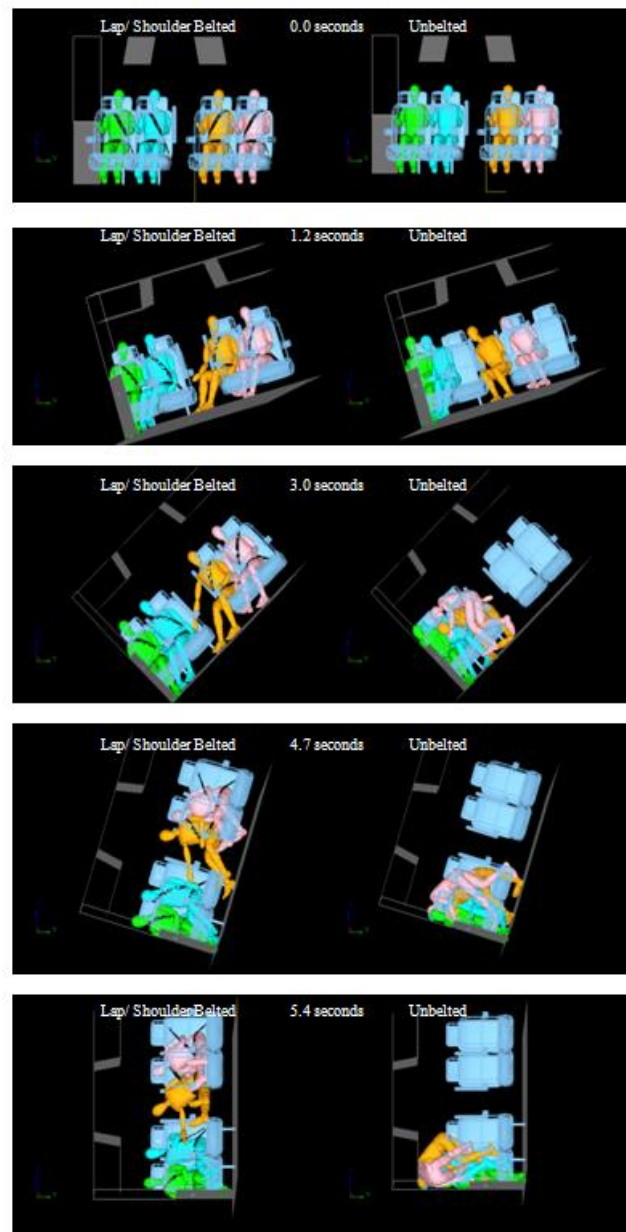 Lap/ Shoulder Belted 0.0 seconds Unbelted
Lap/ Shoulder Belted 1.2 seconds Unbelted
Lap/ Shoulder Belted 3.0 seconds Unbelted
Lap/ Shoulder Belted 4.7 seconds Unbelted
Lap/ Shoulder Belted 5.4 seconds Unbelted